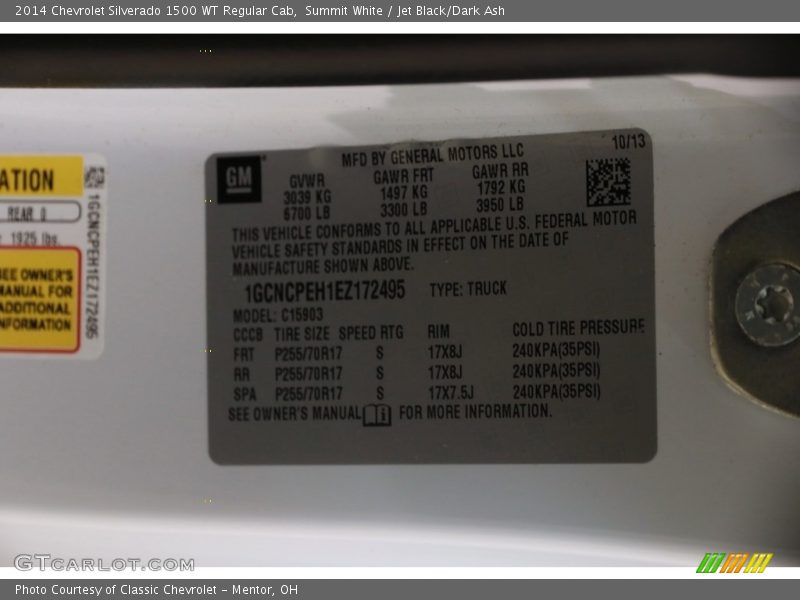 2014 Chevrolet Silverado 1500 WT Regular Cab,  Summit White / Jet Black/Dark Ash
ATION
REAR 0
1925 lbs.
SEE OWNER'S
MANUAL FOR
ADDITIONAL
INFORMATION
1GCNCPEH1EZ172495
GM
MFD BY GENERAL MOTORS LLC
10/13
GVWR GAWR FRT GAWR RR
3039 KG 1497 KG 1792 KG
6700 LB 3300 LB 3950 LB
THIS VEHICLE CONFORMS TO ALL APPLICABLE U.S. FEDERAL MOTOR
VEHICLE SAFETY STANDARDS IN EFFECT ON THE DATE OF
MANUFACTURE SHOWN ABOVE.
1GCNCPEH1EZ172495 TYPE: TRUCK
MODEL: C15903
CCCB TIRE SIZE SPEED RTG RIM COLD TIRE PRESSURE
FRT P255/70R17 S 17X8J 240KPA(35PSI)
RR P255/70R17 S 17X8J 240KPA(35PSI)
SPA P255/70R17 S 17X7.5J 240KPA(35PSI)
SEE OWNER'S MANUAL FOR MORE INFORMATION.
GTCARLOT.COM
Photo Courtesy of Classic Chevrolet - Mentor, OH